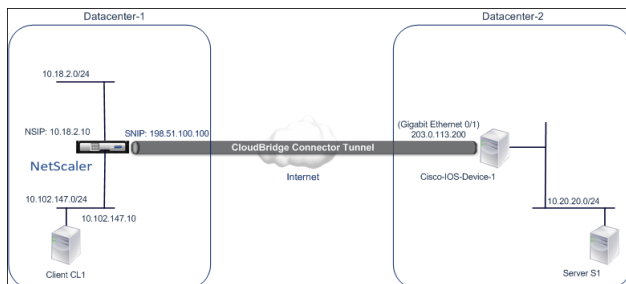 Datacenter-1
Datacenter-2
10.18.2.0/24
NSIP: 10.18.2.10
SNIP: 198.51.100.100
(Gigabit Ethernet 0/1)
203.0.113.200
CloudBridge Connector Tunnel
NetScaler
Internet
Cisco-IOS-Device-1
10.102.147.0/24
10.102.147.10
10.20.20.0/24
Client CL1
Server S1